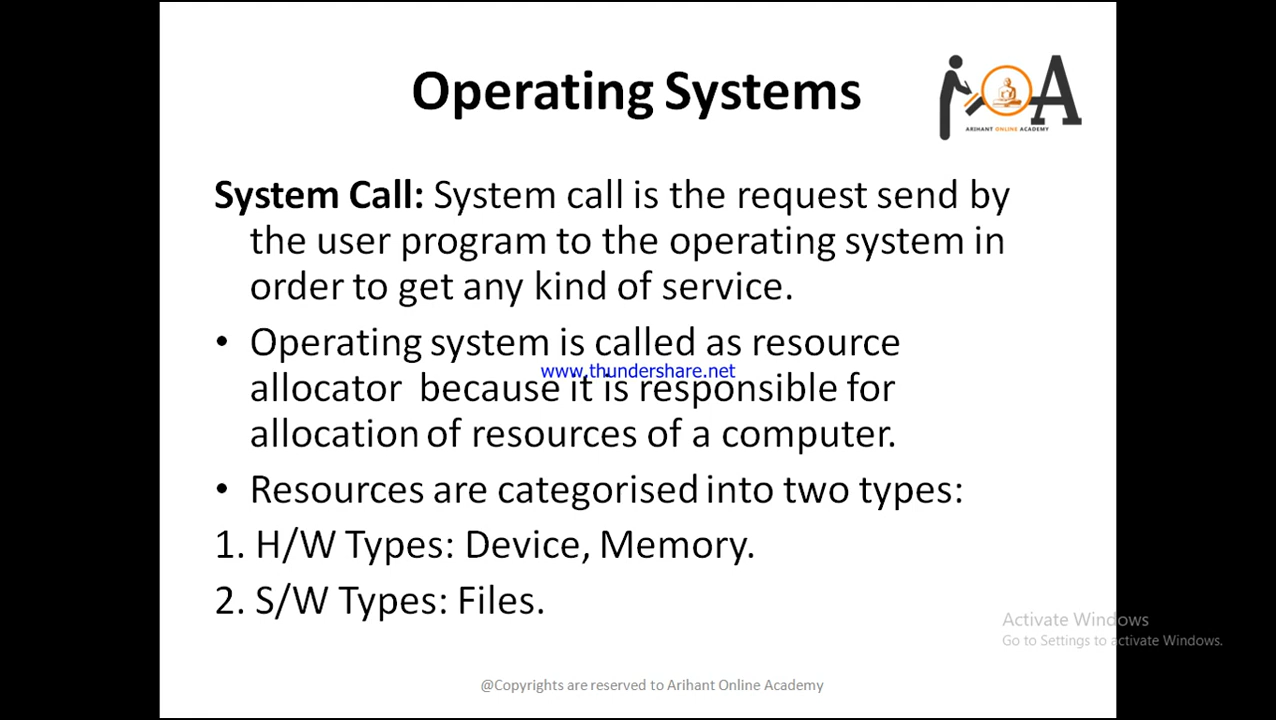 Operating Systems
ARIHANT ONLINE ACADEMY
System Call: System call is the request send by
the user program to the operating system in
order to get any kind of service.
• Operating system is called as resource
www.thundershare.net
allocator because it is responsible for
allocation of resources of a computer.
• Resources are categorised into two types:
1. H/W Types: Device, Memory.
2. S/W Types: Files.
Activate Windows
Go to Settings to activate Windows.
@Copyrights are reserved to Arihant Online Academy